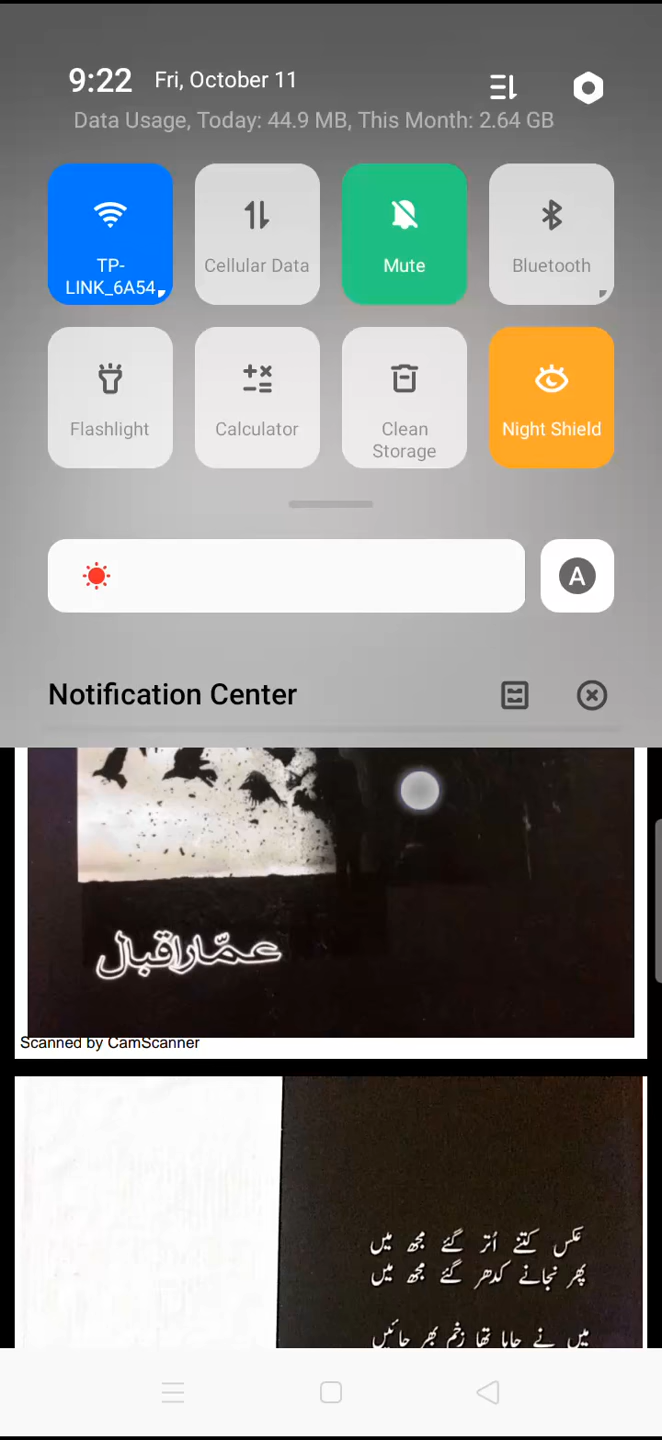 9:22 Fri, October 11
Data Usage, Today: 44.9 MB, This Month: 2.64 GB
TP-
LINK_6A54
Cellular Data
Mute
Bluetooth
Flashlight
Calculator
Clean
Storage
Night Shield
A
Notification Center
عمّار اقبال
Scanned by CamScanner
عکس کتنے اُتر گئے مجھ میں
پھر نجانے کدھر گئے مجھ میں
میں نے چاہا تھا زخم بھر جائیں